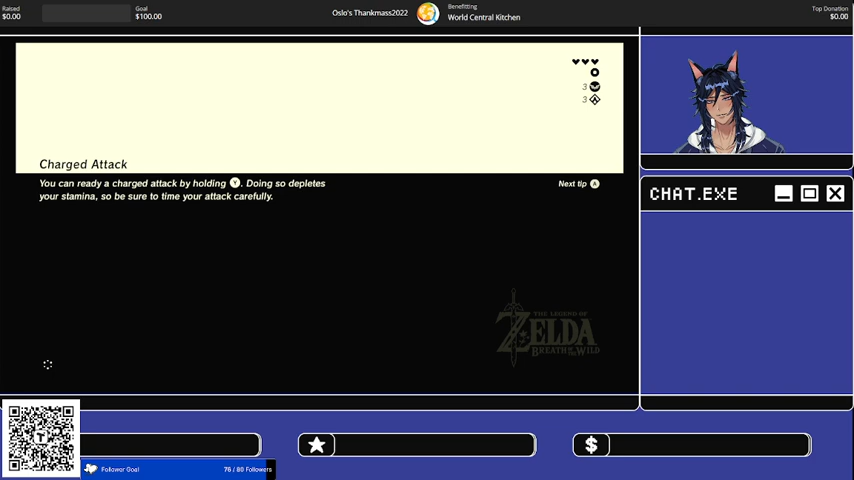 Raised
$0.00
Goal
$100.00
Oslo's Thankmass2022
Benefitting
World Central Kitchen
Top Donation
$0.00
3
3
Charged Attack
You can ready a charged attack by holding Y. Doing so depletes
your stamina, so be sure to time your attack carefully.
Next tip A
THE LEGEND OF
ZELDA
BREATH OF THE WILD
CHAT.EXE
T
$
Follower Goal
76 / 80 Followers